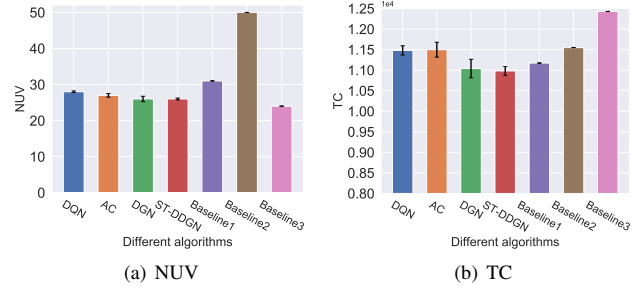 50
40
30
20
10
0
NUV
DQN
AC
DGN
ST-DDGN
Baseline1
Baseline2
Baseline3
Different algorithms
(a) NUV
1e4
1.25
1.20
1.15
1.10
1.05
1.00
0.95
0.90
0.85
0.80
TC
DQN
AC
DGN
ST-DDGN
Baseline1
Baseline2
Baseline3
Different algorithms
(b) TC